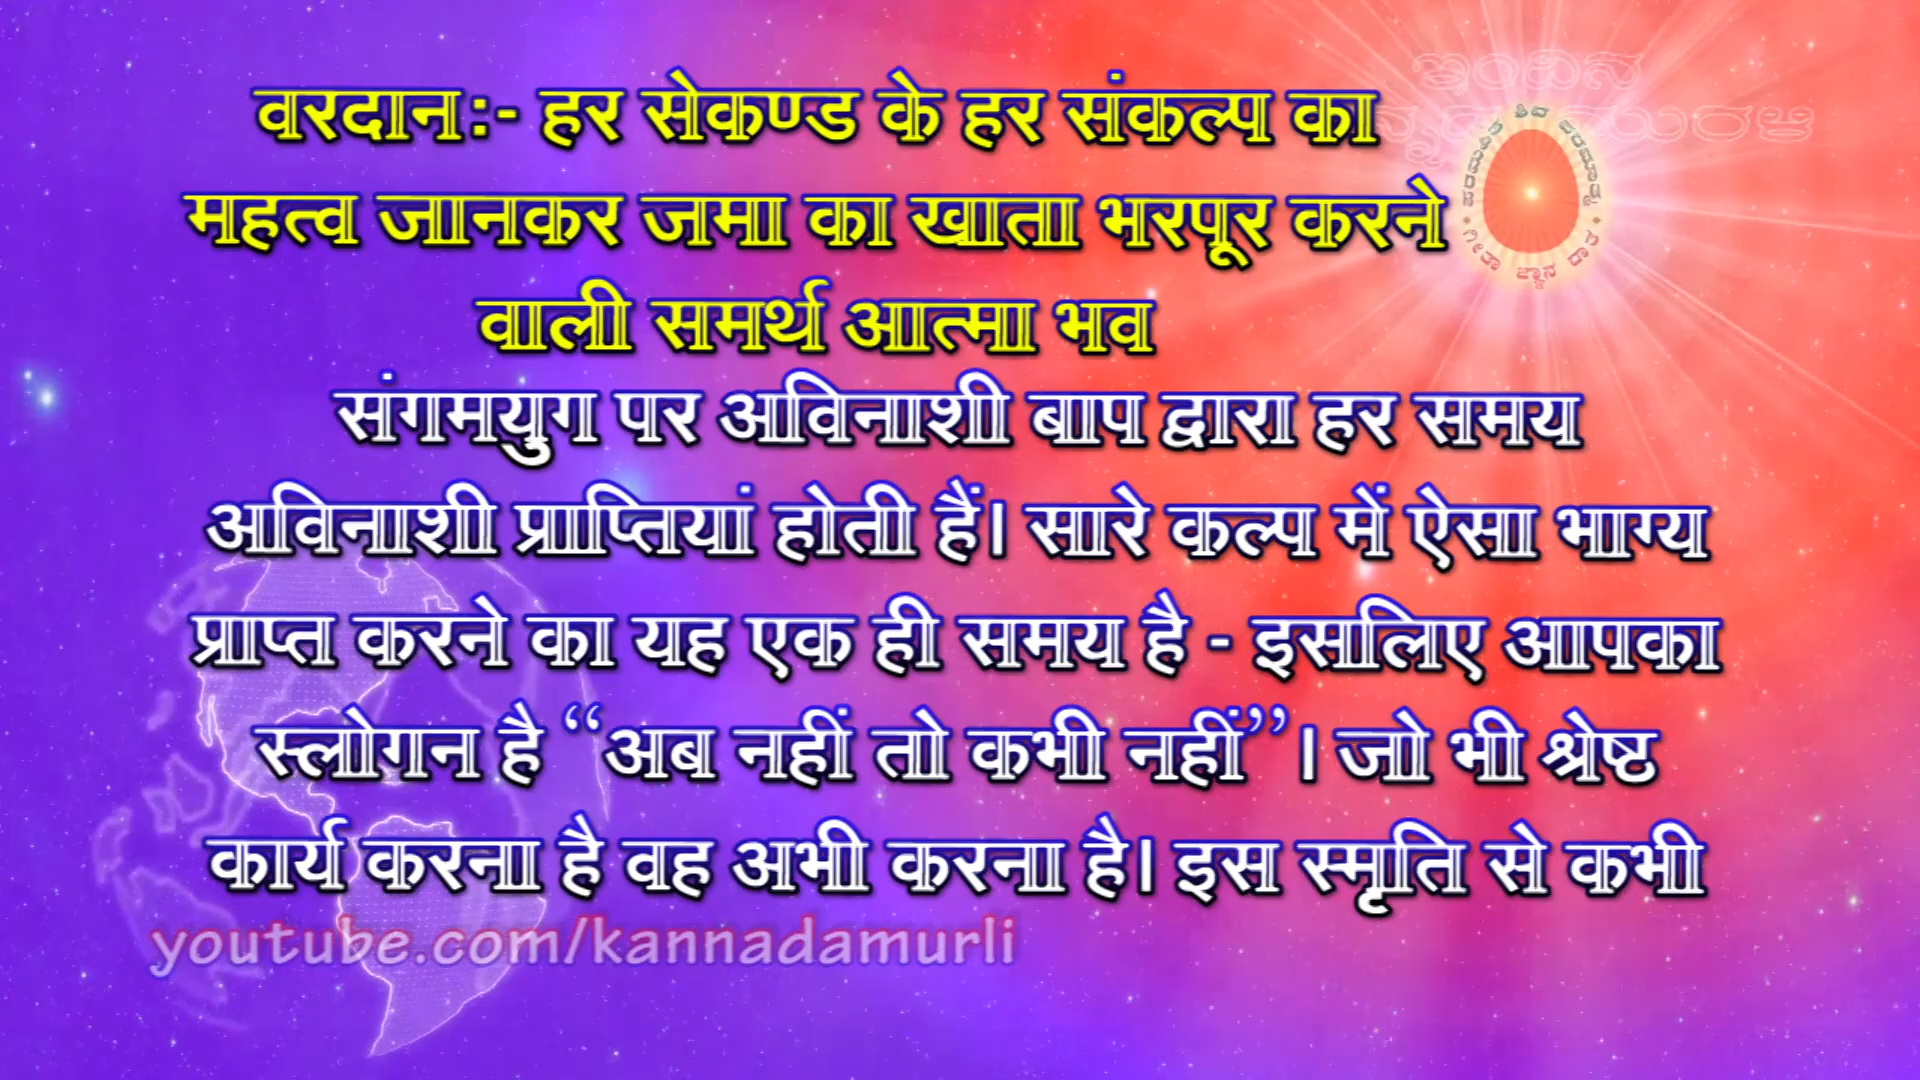 वरदान:- हर सेकण्ड के हर संकल्प का
महत्व जानकर जमा का खाता भरपूर करने
वाली समर्थ आत्मा भव
संगमयुग पर अविनाशी बाप द्वारा हर समय
अविनाशी प्राप्तियां होती हैं। सारे कल्प में ऐसा भाग्य
प्राप्त करने का यह एक ही समय है - इसलिए आपका
स्लोगन है “अब नहीं तो कभी नहीं”। जो भी श्रेष्ठ
कार्य करना है वह अभी करना है। इस स्मृति से कभी
youtube.com/kannadamurli
ಇಂದಿನ
ಪರಮಪಿತ ಶಿವ ಪರಮಾತ್ಮ
ಗೀತಾ ಜ್ಞಾನ ದಾತ